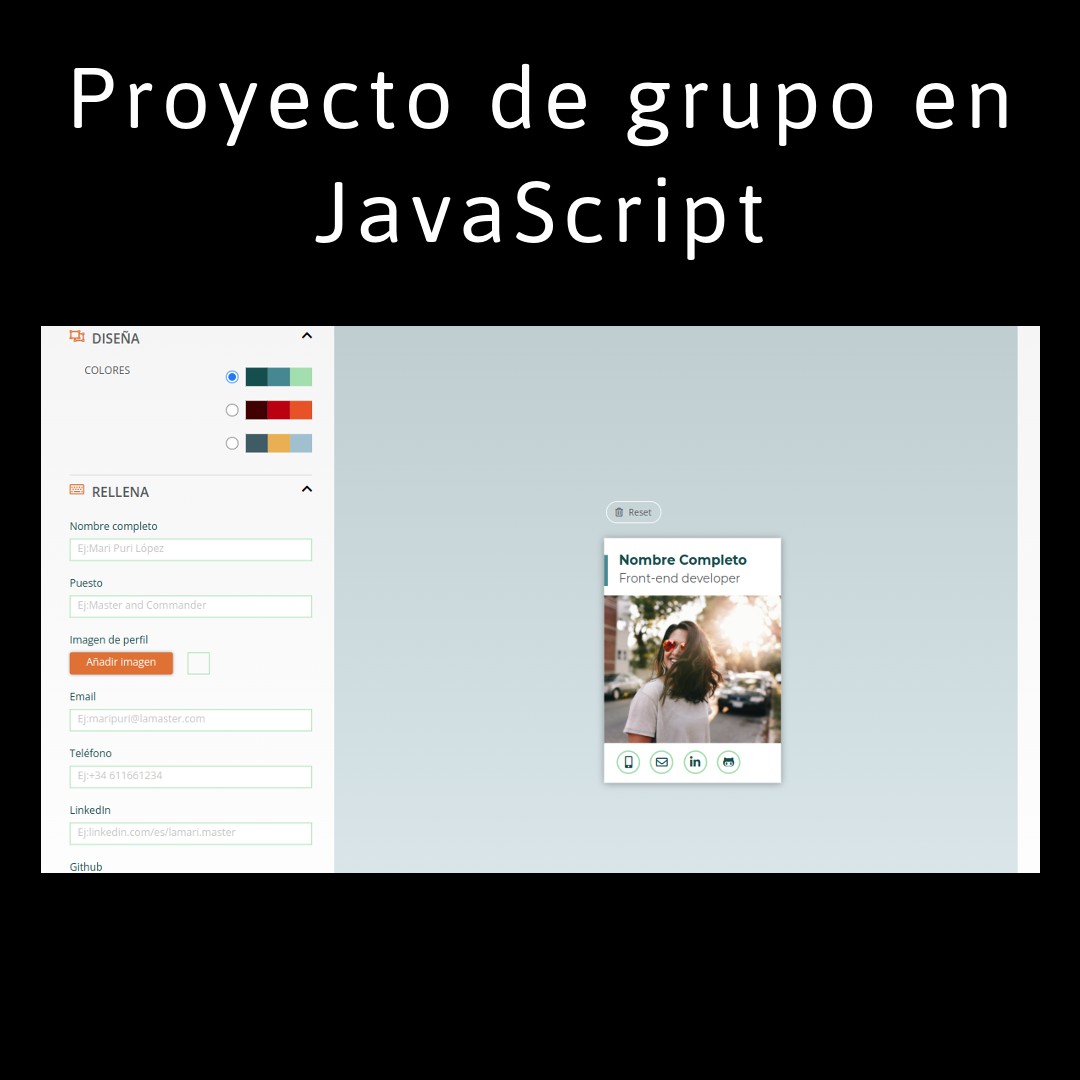 Proyecto de grupo en
JavaScript
DISEÑA
COLORES
RELLENA
Nombre completo
Ej:Mari Puri López
Puesto
Ej:Master and Commander
Imagen de perfil
Añadir imagen
Email
Ej:maripuri@lamaster.com
Teléfono
Ej:+34 611661234
LinkedIn
Ej:linkedin.com/es/lamari.master
Github
Reset
Nombre Completo
Front-end developer
in